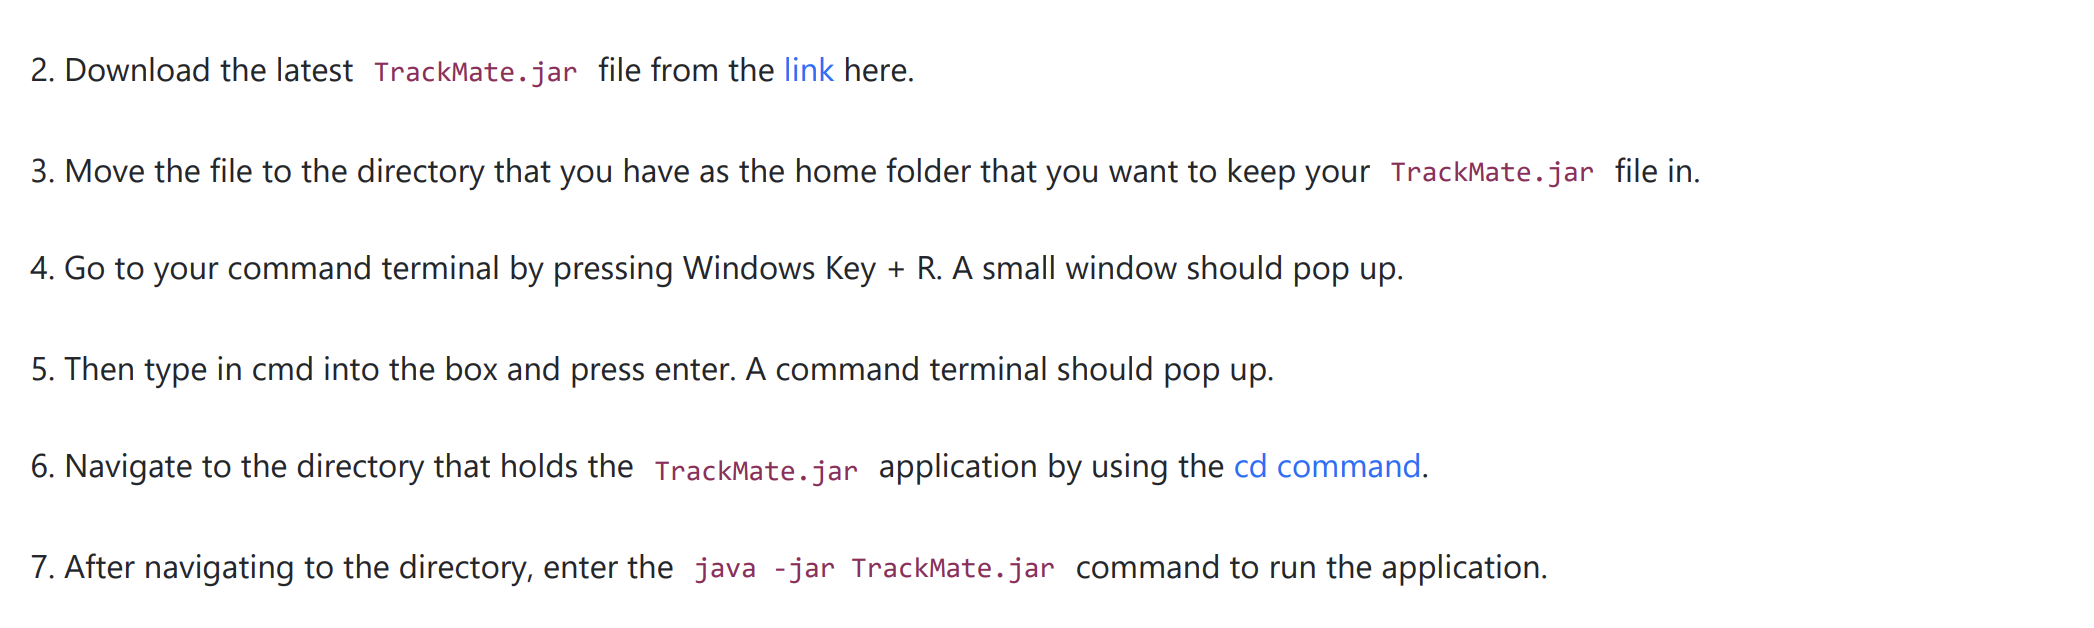 2. Download the latest TrackMate.jar file from the link here.
3. Move the file to the directory that you have as the home folder that you want to keep your TrackMate.jar file in.
4. Go to your command terminal by pressing Windows Key + R. A small window should pop up.
5. Then type in cmd into the box and press enter. A command terminal should pop up.
6. Navigate to the directory that holds the TrackMate.jar application by using the cd command.
7. After navigating to the directory, enter the java -jar TrackMate.jar command to run the application.